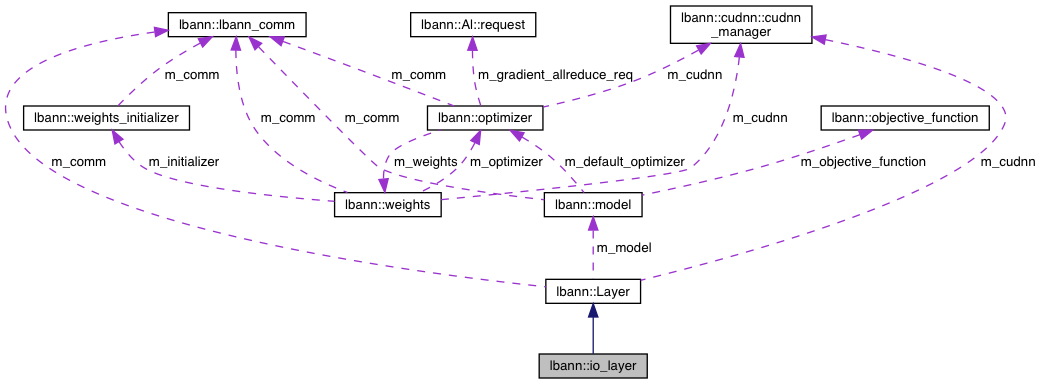 lbann::lbann_comm
lbann::Al::request
lbann::cudnn::cudnn
_manager
m_comm
m_comm
m_gradient_allreduce_req
m_cudnn
lbann::weights_initializer
m_comm
m_comm
lbann::optimizer
m_cudnn
lbann::objective_function
m_comm
m_initializer
m_weights
m_optimizer
m_default_optimizer
m_objective_function
m_cudnn
lbann::weights
lbann::model
m_model
lbann::Layer
lbann::io_layer